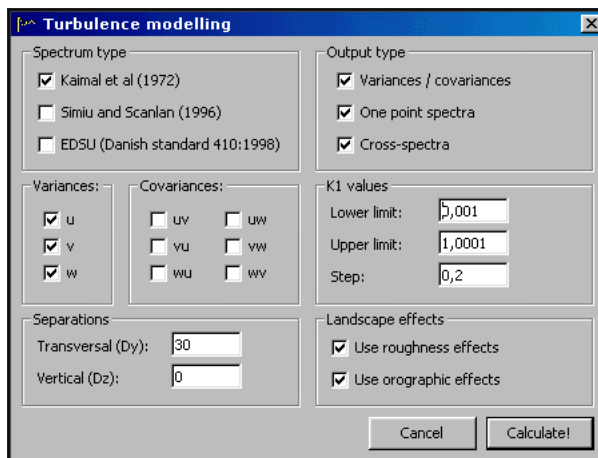 Turbulence modelling
Spectrum type
Kaimal et al (1972)
Simiu and Scanlan (1996)
EDSU (Danish standard 410:1998)
Output type
Variances / covariances
One point spectra
Cross-spectra
Variances:
u
v
w
Covariances:
uv uw
vu vw
wu wv
K1 values
Lower limit: 0,001
Upper limit: 1,0001
Step: 0,2
Separations
Transversal (Dy): 30
Vertical (Dz): 0
Landscape effects
Use roughness effects
Use orographic effects
Cancel
Calculate!